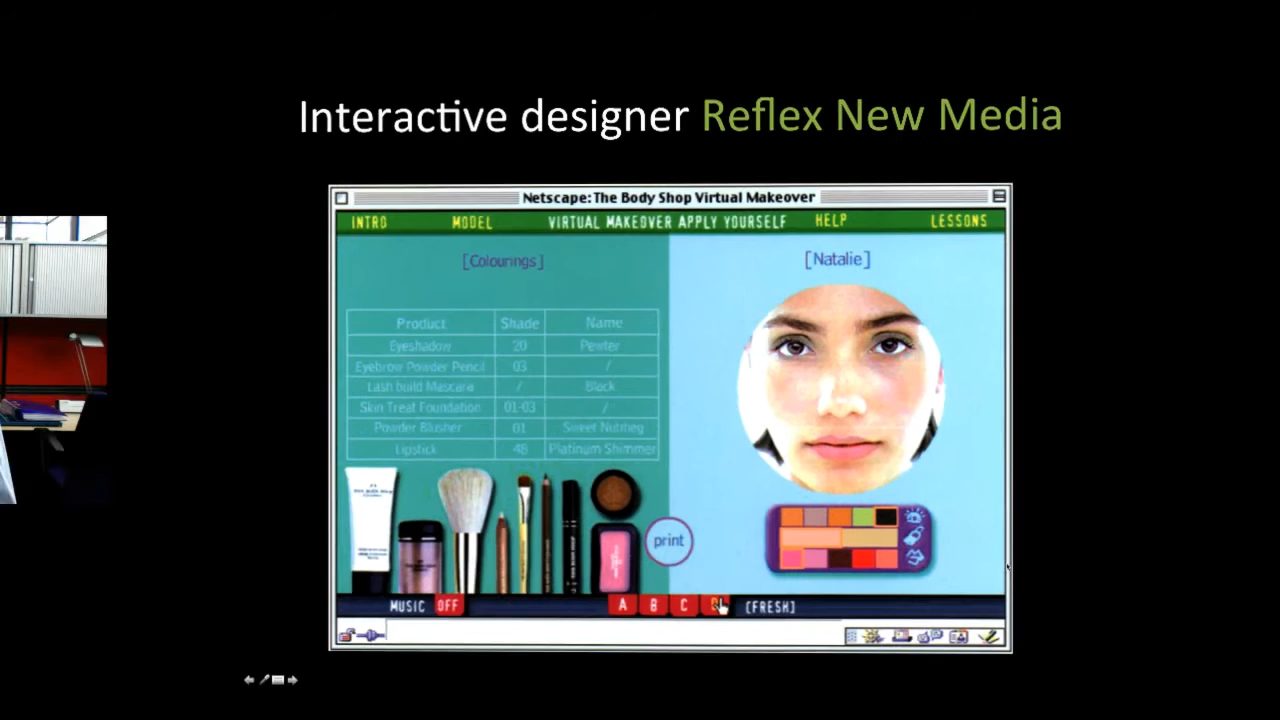 Interactive designer Reflex New Media
Netscape: The Body Shop Virtual Makeover
INTRO MODEL VIRTUAL MAKEOVER APPLY YOURSELF HELP LESSONS
[Colourings] [Natalie]
Product Shade Name
Eyeshadow 20 Pewter
Eyebrow Powder Pencil 03 /
Lash build Mascara / Black
Skin Treat Foundation 01-03 /
Powder Blusher 01 Sweet Nutmeg
Lipstick 48 Platinum Shimmer
print
MUSIC OFF A B C [FRESH]